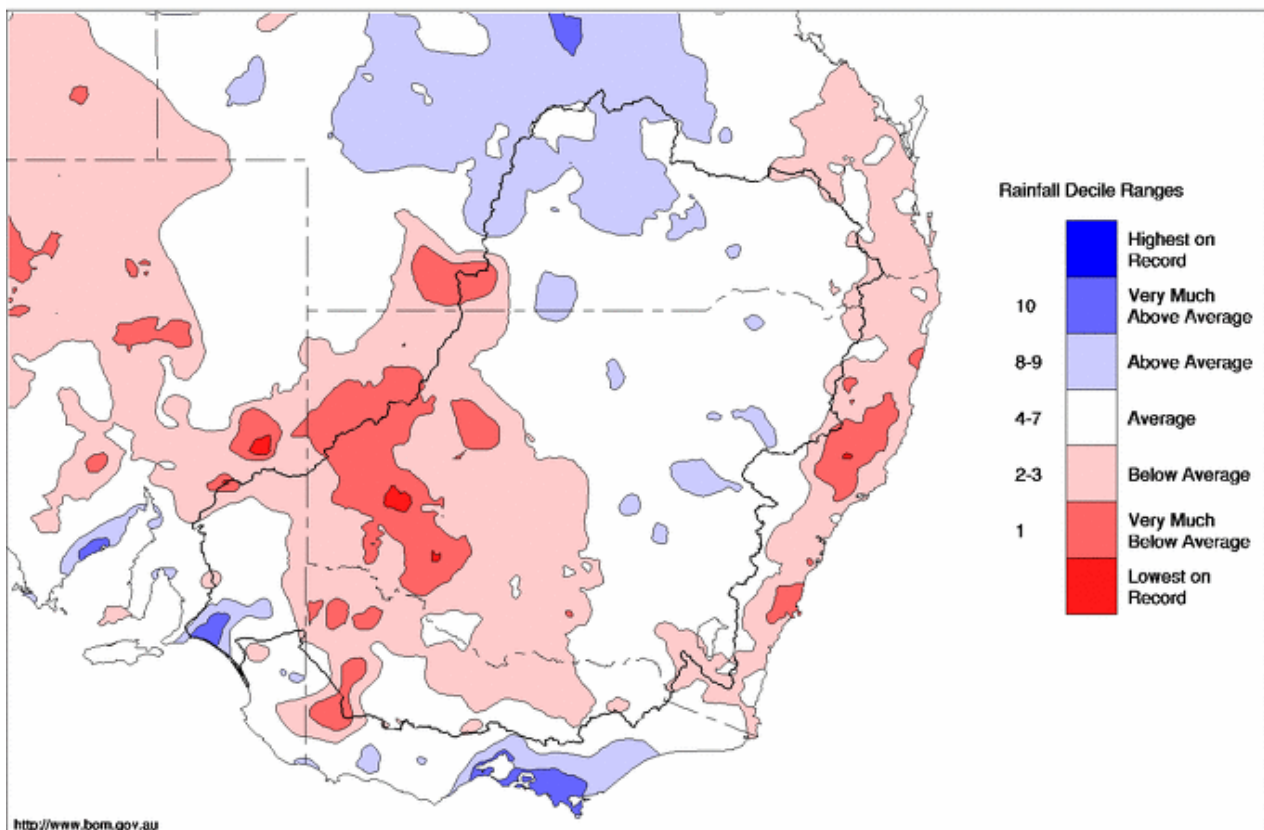 Rainfall Decile Ranges
Highest on
Record
10
Very Much
Above Average
8-9
Above Average
4-7
Average
2-3
Below Average
1
Very Much
Below Average
Lowest on
Record
http://www.bom.gov.au